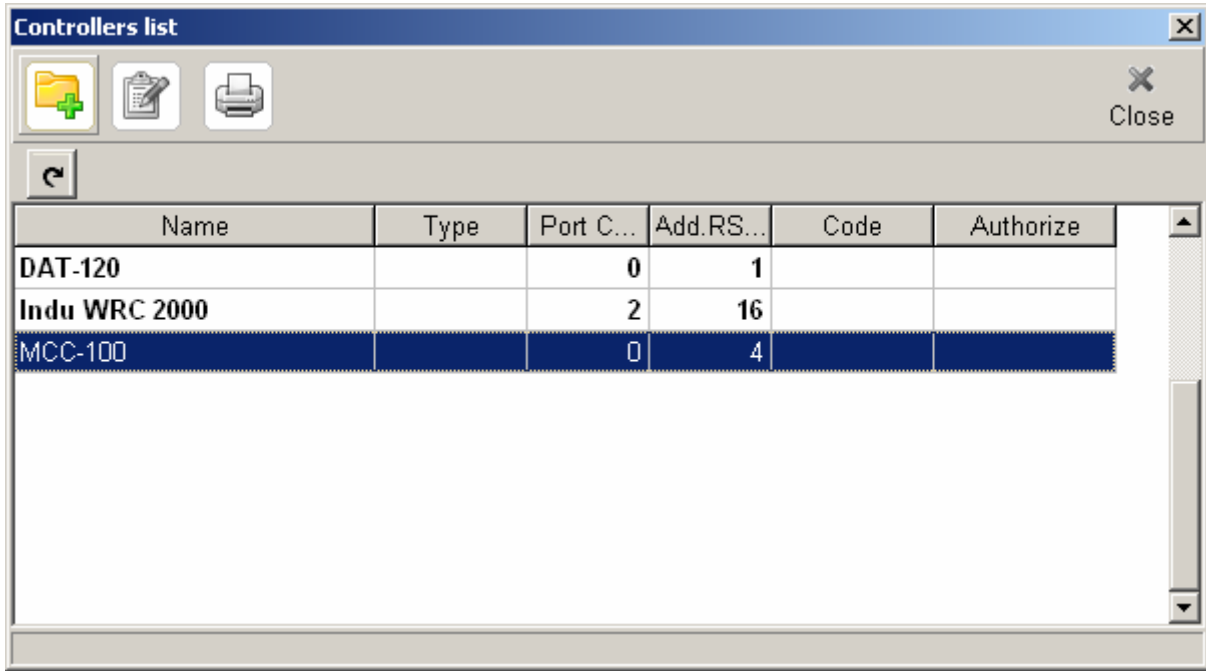 Controllers list
Close
Name Type Port C... Add.RS... Code Authorize
DAT-120 0 1
Indu WRC 2000 2 16
MCC-100 0 4